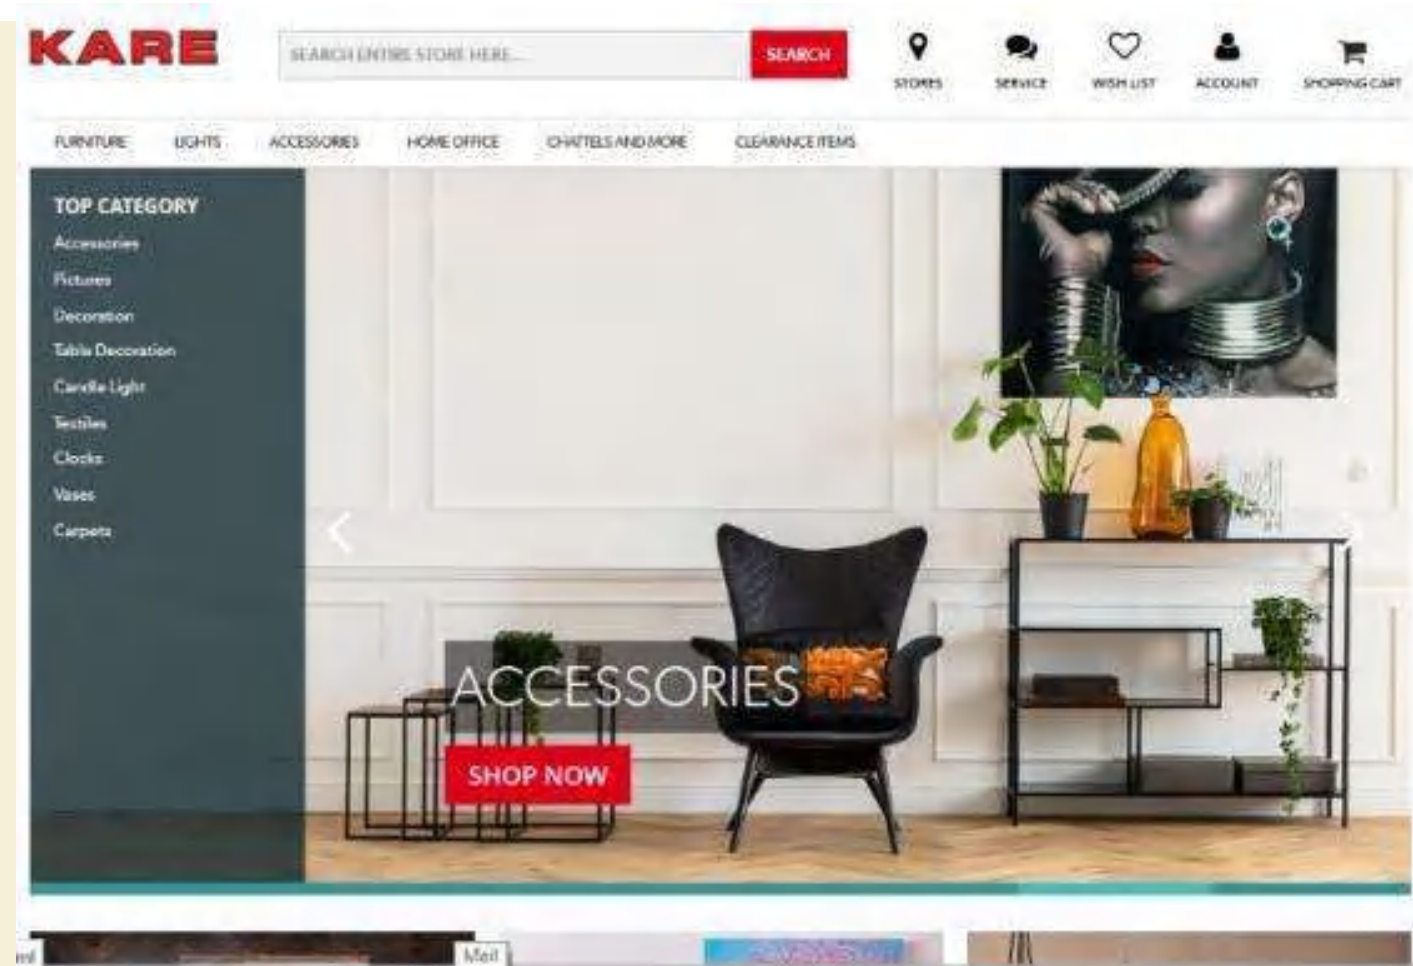 KARE
SEARCH ENTIRE STORE HERE...
SEARCH
STORES
SERVICE
WISH LIST
ACCOUNT
SHOPPING CART
FURNITURE
LIGHTS
ACCESSORIES
HOME OFFICE
CHATTELS AND MORE
CLEARANCE ITEMS
TOP CATEGORY
Accessories
Pictures
Decoration
Table Decoration
Candle Light
Textiles
Clocks
Vases
Carpets
ACCESSORIES
SHOP NOW
Mail